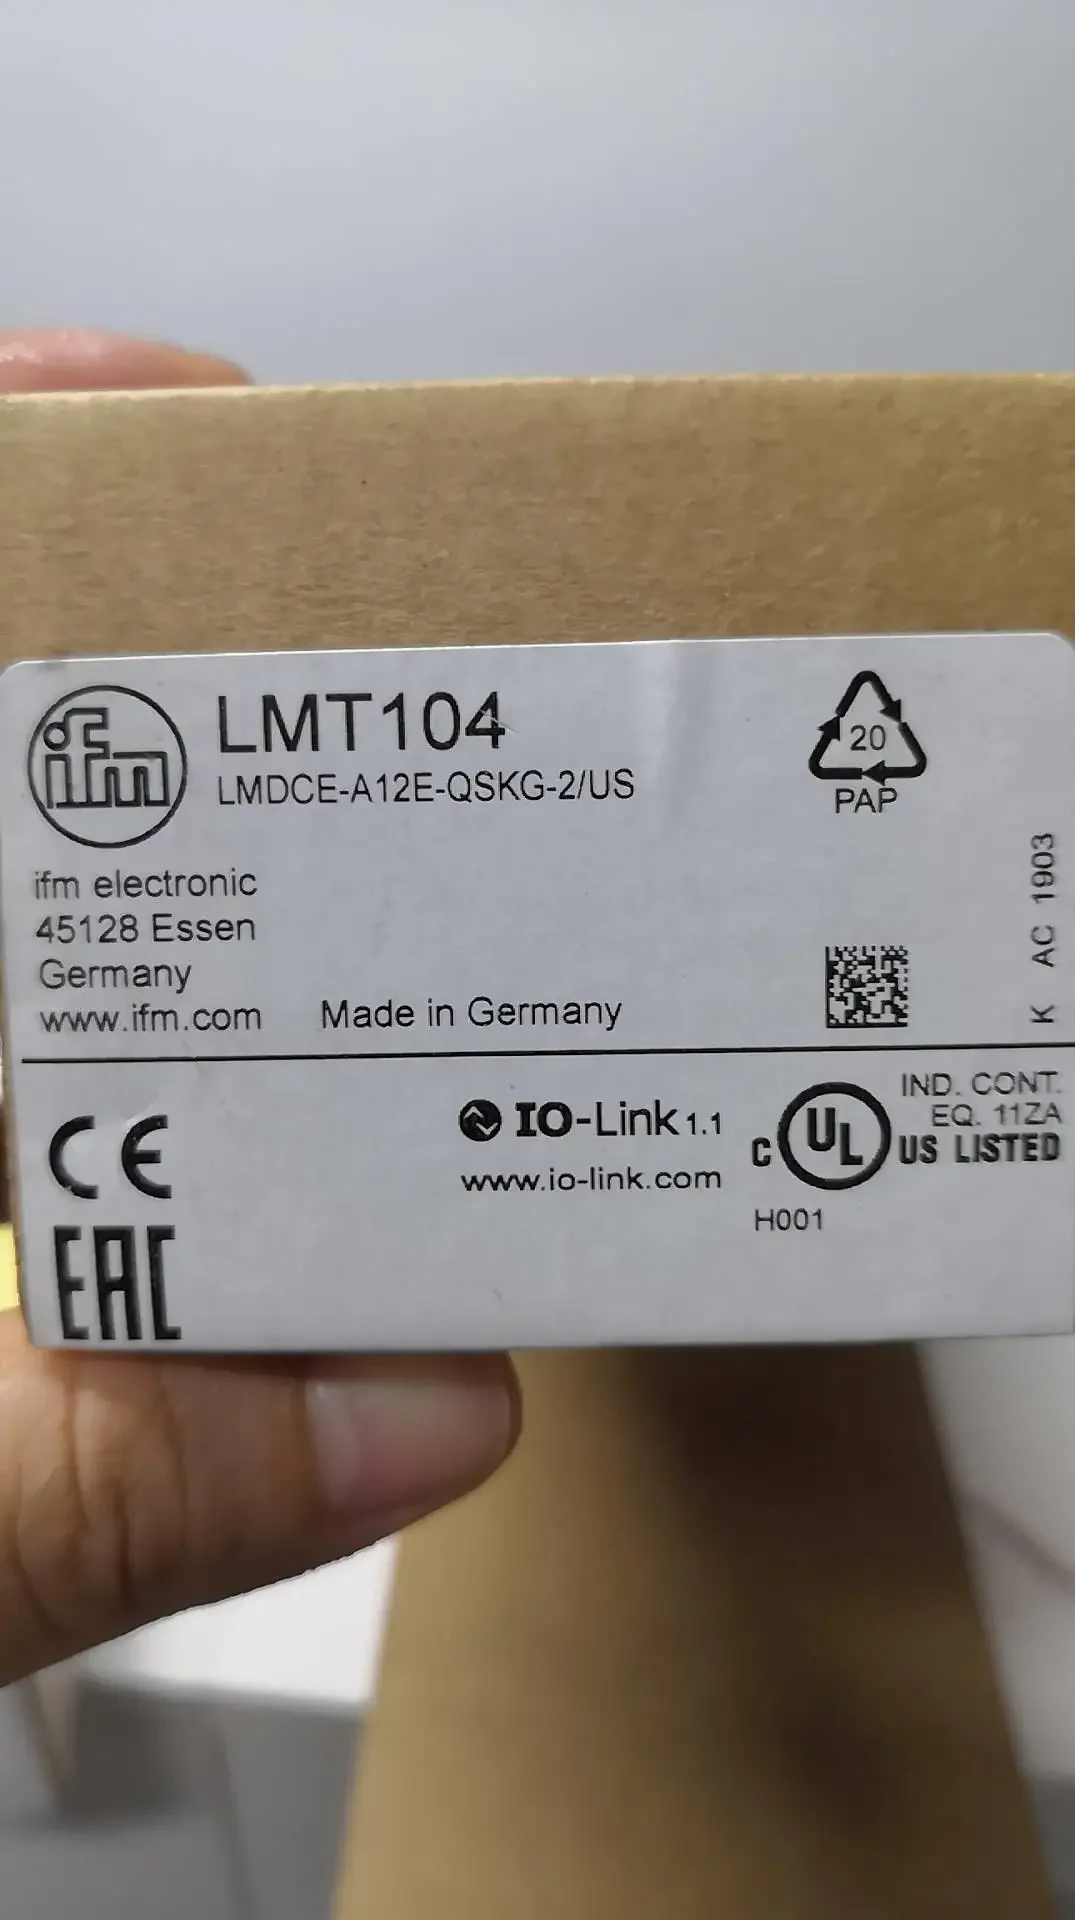 ifm
LMT104
LMDCE-A12E-QSKG-2/US
20
PAP
ifm electronic
45128 Essen
Germany
www.ifm.com
Made in Germany
K AC 1903
CE
EAC
IO-Link 1.1
www.io-link.com
C UL US LISTED
IND. CONT.
EQ. 11ZA
H001